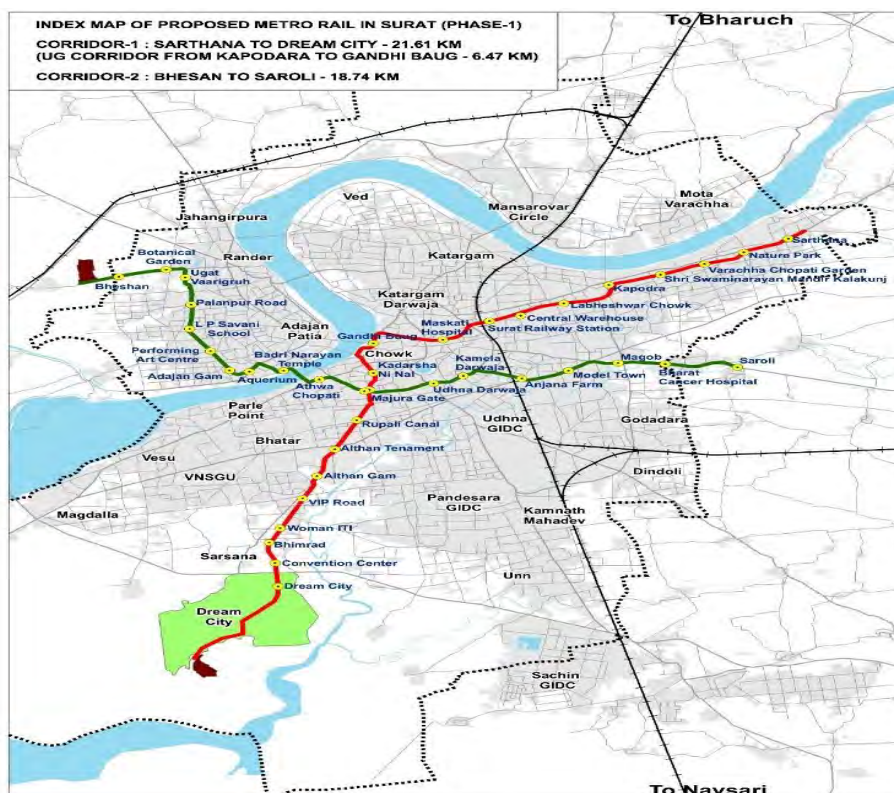 INDEX MAP OF PROPOSED METRO RAIL IN SURAT (PHASE-1)
CORRIDOR-1 : SARTHANA TO DREAM CITY - 21.61 KM
(UG CORRIDOR FROM KAPODARA TO GANDHI BAUG - 6.47 KM)
CORRIDOR-2 : BHESAN TO SAROLI - 18.74 KM
To Bharuch
Ved
Mansarovar
Circle
Mota
Varachha
Jahangirpura
Rander
Katargam
Botanical
Garden
Ugat
Vaarigruh
Bheshan
Palanpur Road
L P Savani
School
Performing
Art Centre
Adajan Gam
Aquerium
Adajan
Patia
Badri Narayan
Temple
Athwa
Chopati
Katargam
Darwaja
Gandhi Boug
Chowk
Kadarsha
Ni Nal
Majura Gate
Maskati
Hospital
Surat Railway Station
Central Warehouse
Labheshwar Chowk
Kapodra
Shri Swaminarayan Mandir Kalakunj
Varachha Chopati Garden
Nature Park
Sarthana
Kamela
Darwaja
Udhna Darwaja
Anjana Farm
Model Town
Magob
Bharat
Cancer Hospital
Saroli
Parle
Point
Bhatar
Vesu
VNSGU
Magdalla
Rupali Canal
Althan Tenament
Althan Gam
VIP Road
Woman ITI
Bhimrad
Sarsana
Convention Center
Dream City
Dream
City
Udhna
GIDC
Godadara
Dindoli
Pandesara
GIDC
Kamnath
Mahadev
Unn
Sachin
GIDC
To Navsari